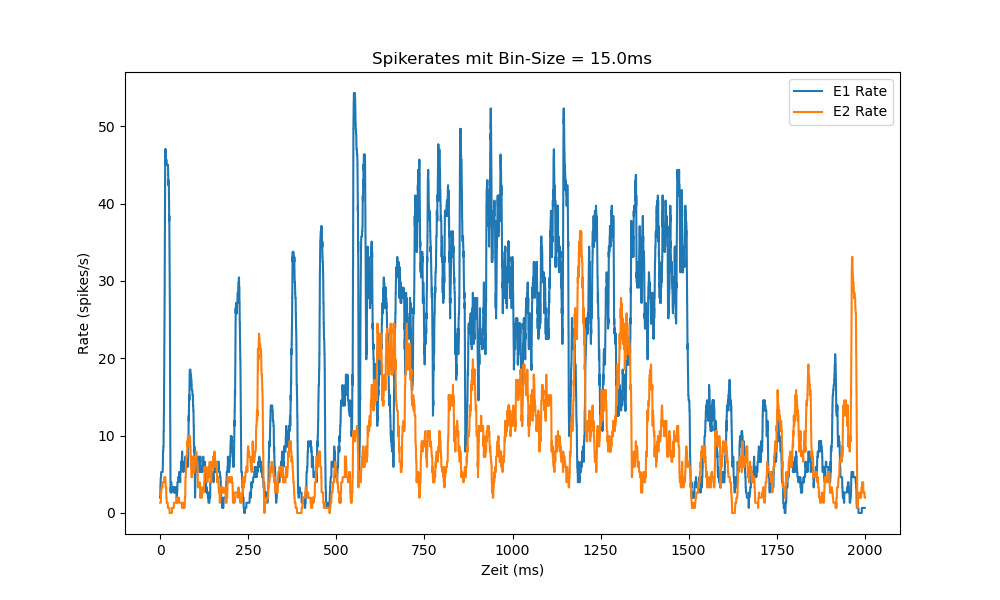 Spikerates mit Bin-Size = 15.0ms
E1 Rate
E2 Rate
50
40
30
20
10
0
Rate (spikes/s)
0 250 500 750 1000 1250 1500 1750 2000
Zeit (ms)